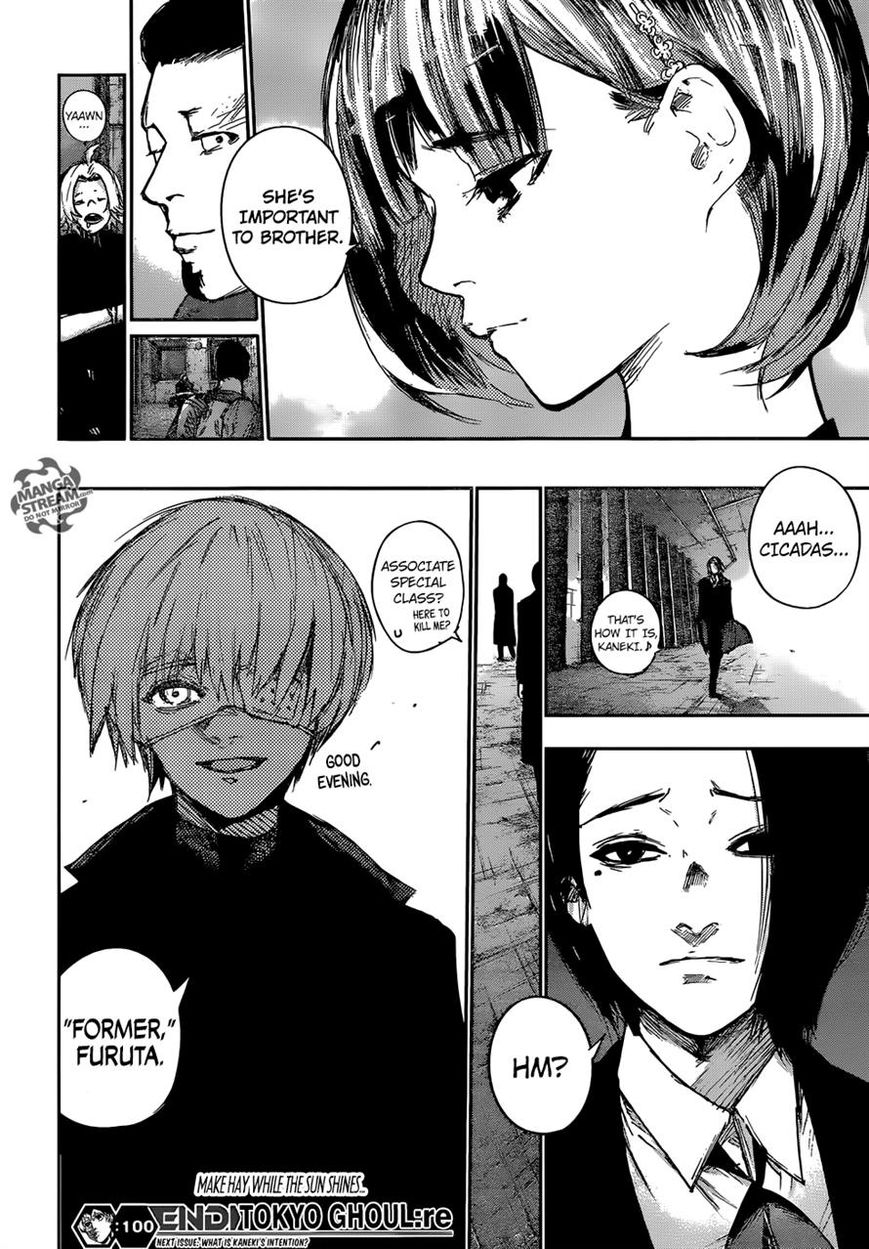 SHE'S
IMPORTANT
TO BROTHER.
YAAWN
...
AAAH...
CICADAS...
THAT'S
HOW IT IS,
KANEKI.♪
HM?
ASSOCIATE
SPECIAL
CLASS?
HERE TO
KILL ME?
GOOD
EVENING.
"FORMER,"
FURUTA.
MANGA
STREAM.com
DO NOT MIRROR
MAKE HAY WHILE THE SUN SHINES...
:100 END TOKYO GHOUL:re
NEXT ISSUE: WHAT IS KANEKI'S INTENTION?